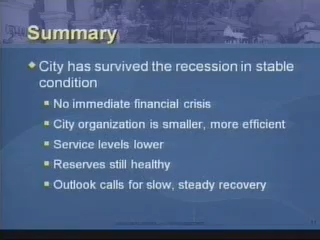 Summary
City has survived the recession in stable
condition
No immediate financial crisis
City organization is smaller, more efficient
Service levels lower
Reserves still healthy
Outlook calls for slow, steady recovery